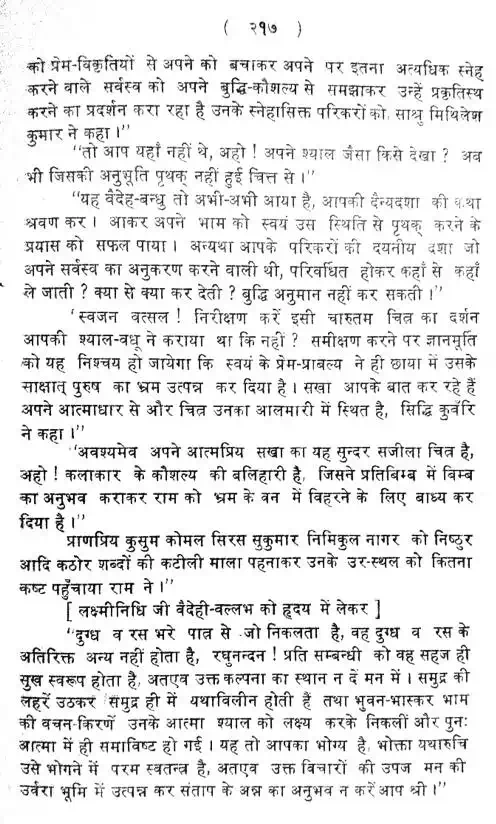 ( २१७ )
को प्रेम-विकृतियों से अपने को बचाकर अपने पर इतना अत्यधिक स्नेह
करने वाले सर्वस्व को अपने बुद्धि-कौशल्य से समझाकर उन्हें प्रकृतिस्थ
करने का प्रदर्शन करा रहा है उनके स्नेहासिक्त परिकरों को, साश्रु मिथिलेश
कुमार ने कहा ।"
"तो आप यहाँ नहीं थे, अहो ! अपने श्याल जैसा किसे देखा ? अब
भी जिसकी अनुभूति पृथक् नहीं हुई चित्त से ।"
"यह वैदेह-बन्धु तो अभी-अभी आया है, आपकी दैन्यदशा की कथा
श्रवण कर । आकर अपने भाम को स्वयं उस स्थिति से पृथक् करने के
प्रयास को सफल पाया । अन्यथा आपके परिकरों की दयनीय दशा जो
अपने सर्वस्व का अनुकरण करने वाली थी, परिवर्धित होकर कहाँ से कहाँ
ले जाती ? क्या से क्या कर देती ? बुद्धि अनुमान नहीं कर सकती ।"
'स्वजन वत्सल ! निरीक्षण करें इसी चारुतम चित्र का दर्शन
आपकी श्याल-वधू ने कराया था कि नहीं ? समीक्षण करने पर ज्ञानमूर्ति
को यह निश्चय हो जायेगा कि स्वयं के प्रेम-प्राबल्य ने ही छाया में उसके
साक्षात् पुरुष का भ्रम उत्पन्न कर दिया है । सखा आपके बात कर रहे हैं
अपने आत्माधार से और चित्र उनका आलमारी में स्थित है, सिद्धि कुवँरि
ने कहा ।"
"अवश्यमेव अपने आत्मप्रिय सखा का यह सुन्दर सजीला चित्र है,
अहो ! कलाकार के कौशल्य की बलिहारी है, जिसने प्रतिबिम्ब में बिम्ब
का अनुभव कराकर राम को भ्रम के वन में विहरने के लिए बाध्य कर
दिया है ।"
प्राणप्रिय कुसुम कोमल सिरस सुकुमार निमिकुल नागर को निष्ठुर
आदि कठोर शब्दों की कटीली माला पहनाकर उनके उर-स्थल को कितना
कष्ट पहुँचाया राम ने ।"
[ लक्ष्मीनिधि जी वैदेही-वल्लभ को हृदय में लेकर ]
"दुग्ध व रस भरे पात्र से जो निकलता है, वह दुग्ध व रस के
अतिरिक्त अन्य नहीं होता है, रघुनन्दन ! प्रति सम्बन्धी को वह सहज ही
सुख स्वरूप होता है, अतएव उक्त कल्पना का स्थान न दें मन में । समुद्र की
लहरें उठकर समुद्र ही में यथाविलीन होती हैं तथा भुवन-भास्कर भाम
की वचन-किरणें उनके आत्मा श्याल को लक्ष्य करके निकलीं और पुनः
आत्मा में ही समाविष्ट हो गई । यह तो आपका भोग्य है, भोक्ता यथारुचि
उसे भोगने में परम स्वतन्त्र है, अतएव उक्त विचारों की उपज मन की
उर्वरा भूमि में उत्पन्न कर संताप के अन्न का अनुभव न करें आप श्री ।"